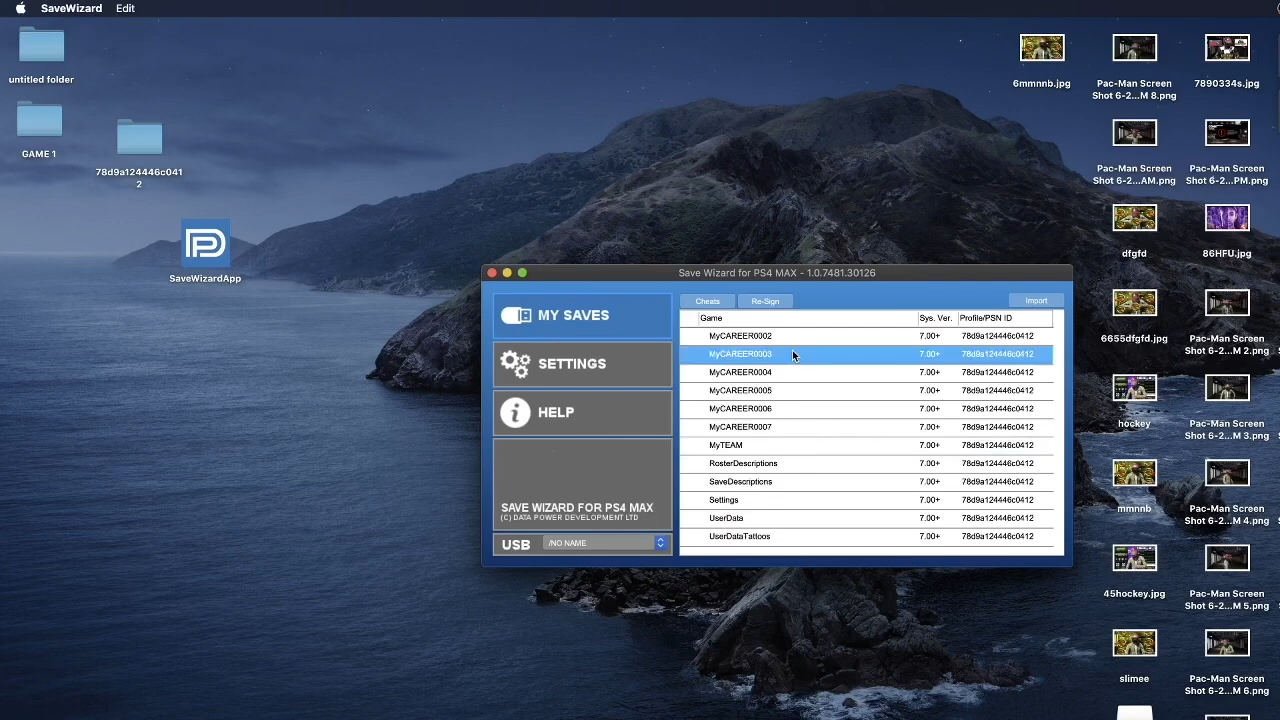 SaveWizard Edit
untitled folder
GAME 1
78d9a124446c041
2
SaveWizardApp
6mmnnb.jpg
Pac-Man Screen
Shot 6-2...M 8.png
7890334s.jpg
Pac-Man Screen
Shot 6-2...AM.png
Pac-Man Screen
Shot 6-2...PM.png
dfgfd
86HFU.jpg
6655dfgfd.jpg
Pac-Man Screen
Shot 6-2...M 2.png
hockey
Pac-Man Screen
Shot 6-2...M 3.png
mmnnb
Pac-Man Screen
Shot 6-2...M 4.png
45hockey.jpg
Pac-Man Screen
Shot 6-2...M 5.png
slimee
Pac-Man Screen
Shot 6-2...M 6.png
Save Wizard for PS4 MAX - 1.0.7481.30126
MY SAVES
SETTINGS
HELP
SAVE WIZARD FOR PS4 MAX
(C) DATA POWER DEVELOPMENT LTD
USB /NO NAME
Cheats Re-Sign Import
Game Sys. Ver. Profile/PSN ID
MyCAREER0002 7.00+ 78d9a124446c0412
MyCAREER0003 7.00+ 78d9a124446c0412
MyCAREER0004 7.00+ 78d9a124446c0412
MyCAREER0005 7.00+ 78d9a124446c0412
MyCAREER0006 7.00+ 78d9a124446c0412
MyCAREER0007 7.00+ 78d9a124446c0412
MyTEAM 7.00+ 78d9a124446c0412
RosterDescriptions 7.00+ 78d9a124446c0412
SaveDescriptions 7.00+ 78d9a124446c0412
Settings 7.00+ 78d9a124446c0412
UserData 7.00+ 78d9a124446c0412
UserDataTattoos 7.00+ 78d9a124446c0412